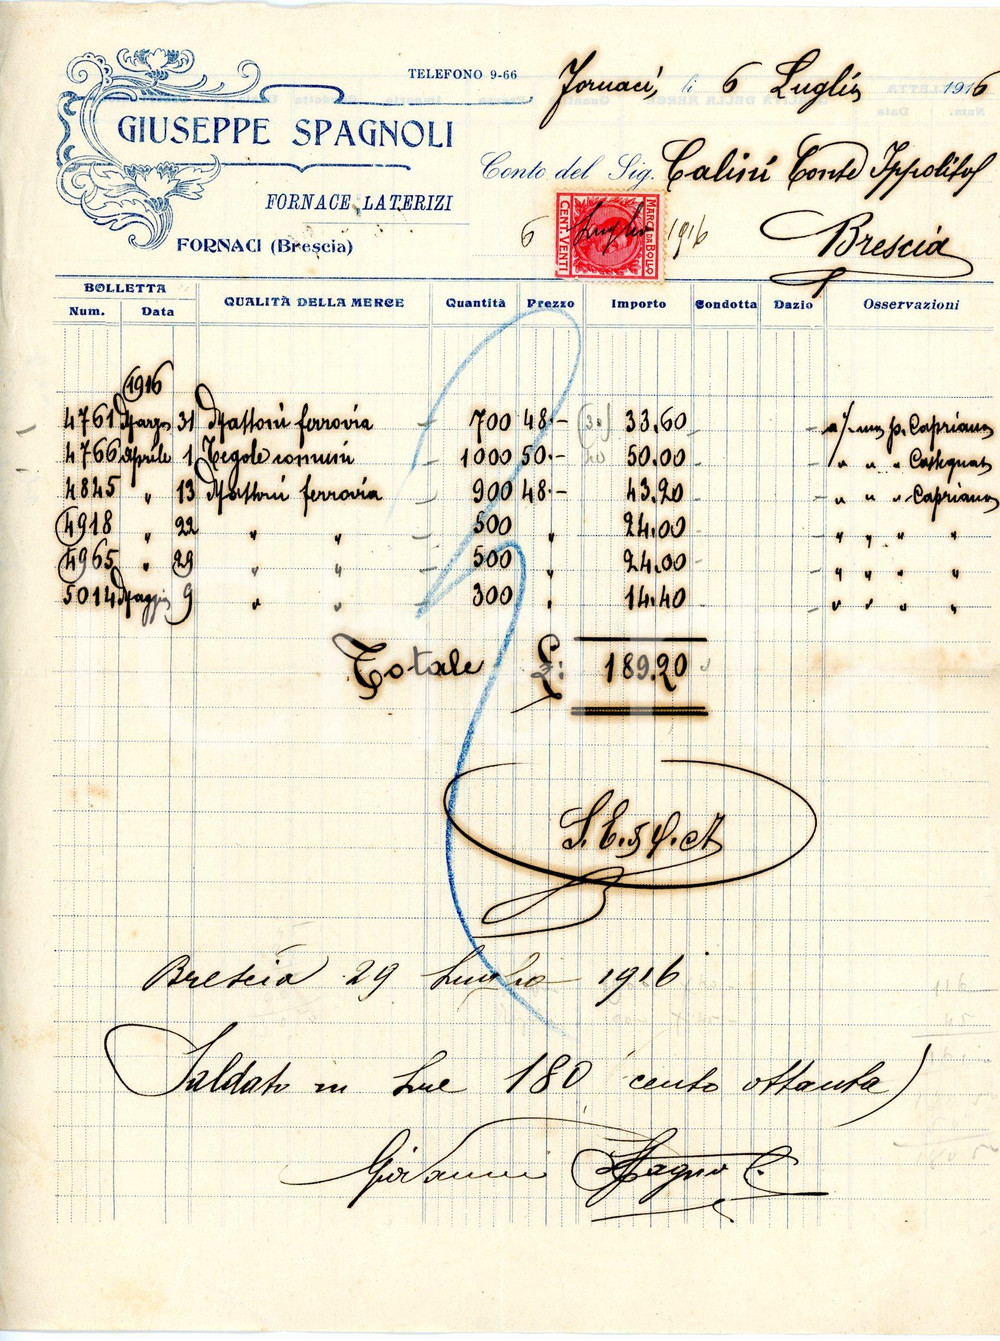 TELEFONO 9-66
Fornaci, li 6 Luglio 1916
GIUSEPPE SPAGNOLI
Conto del Sig. Calini Conte Ippolito
FORNACE LATERIZI
MARCA DA BOLLO
CENT. VENTI
6 Luglio 1916
Brescia
FORNACI (Brescia)
BOLLETTA
Num. Data QUALITÀ DELLA MERCE Quantità Prezzo Importo Condotta Dazio Osservazioni
1916
4761 Marzo 31 Mattoni ferrovia 700 48.- 33.60 Capriano
4766 Aprile 1 Tegole comuni 1000 50.- 50.00 " " " Castegnato
4845 " 13 Mattoni ferrovia 900 48.- 43.20 " " " Capriano
4918 " 22 " " 500 " 24.00 " " " "
4965 " 29 " " 500 " 24.00 " " " "
5014 Maggio 9 " " 300 " 14.40 " " " "
Totale £: 189.20
Brescia 29 Luglio 1916
Saldato in Lire 180 (cento ottanta)
Giovanni Spagnoli